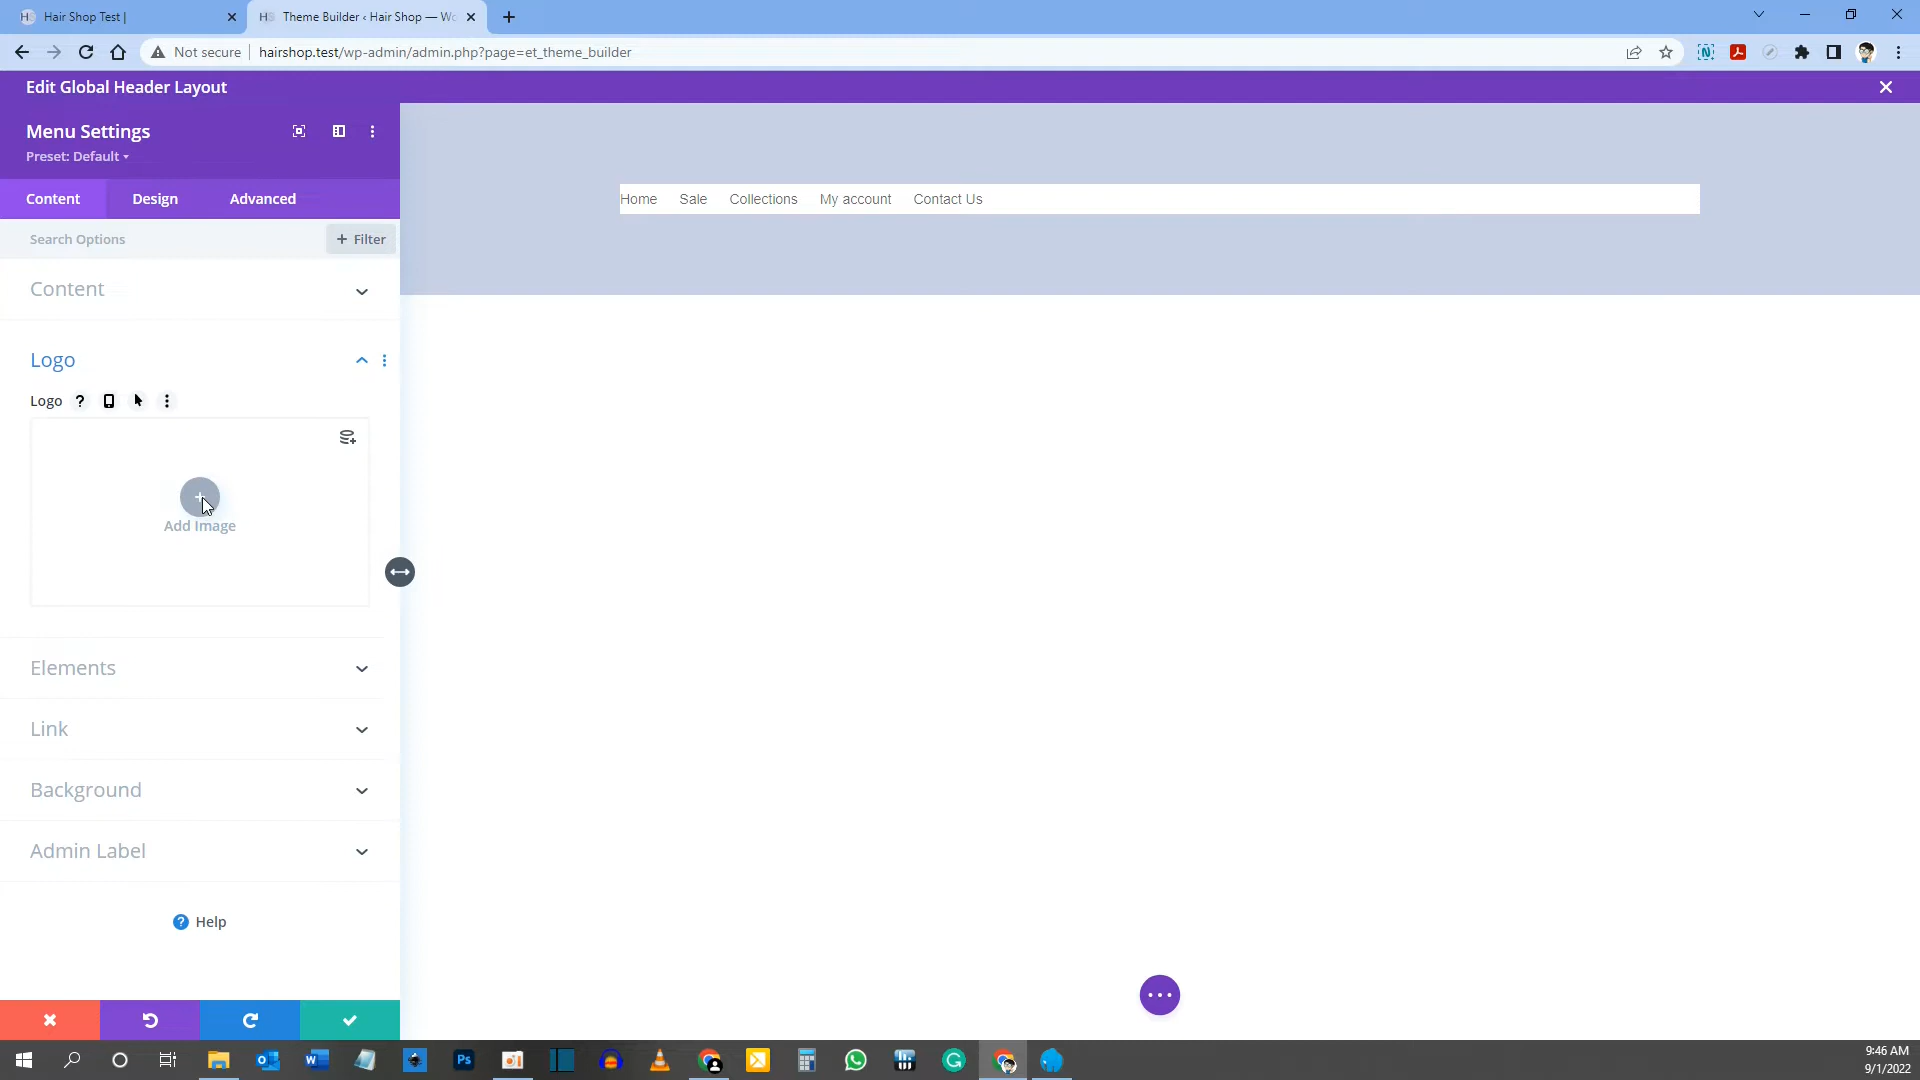 Hair Shop Test |
Theme Builder ‹ Hair Shop — Wo
Not secure
hairshop.test/wp-admin/admin.php?page=et_theme_builder
Edit Global Header Layout
Menu Settings
Preset: Default
Content
Design
Advanced
Search Options
+ Filter
Home
Sale
Collections
My account
Contact Us
Content
Logo
Logo
Add Image
Elements
Link
Background
Admin Label
Help
9:46 AM
9/1/2022